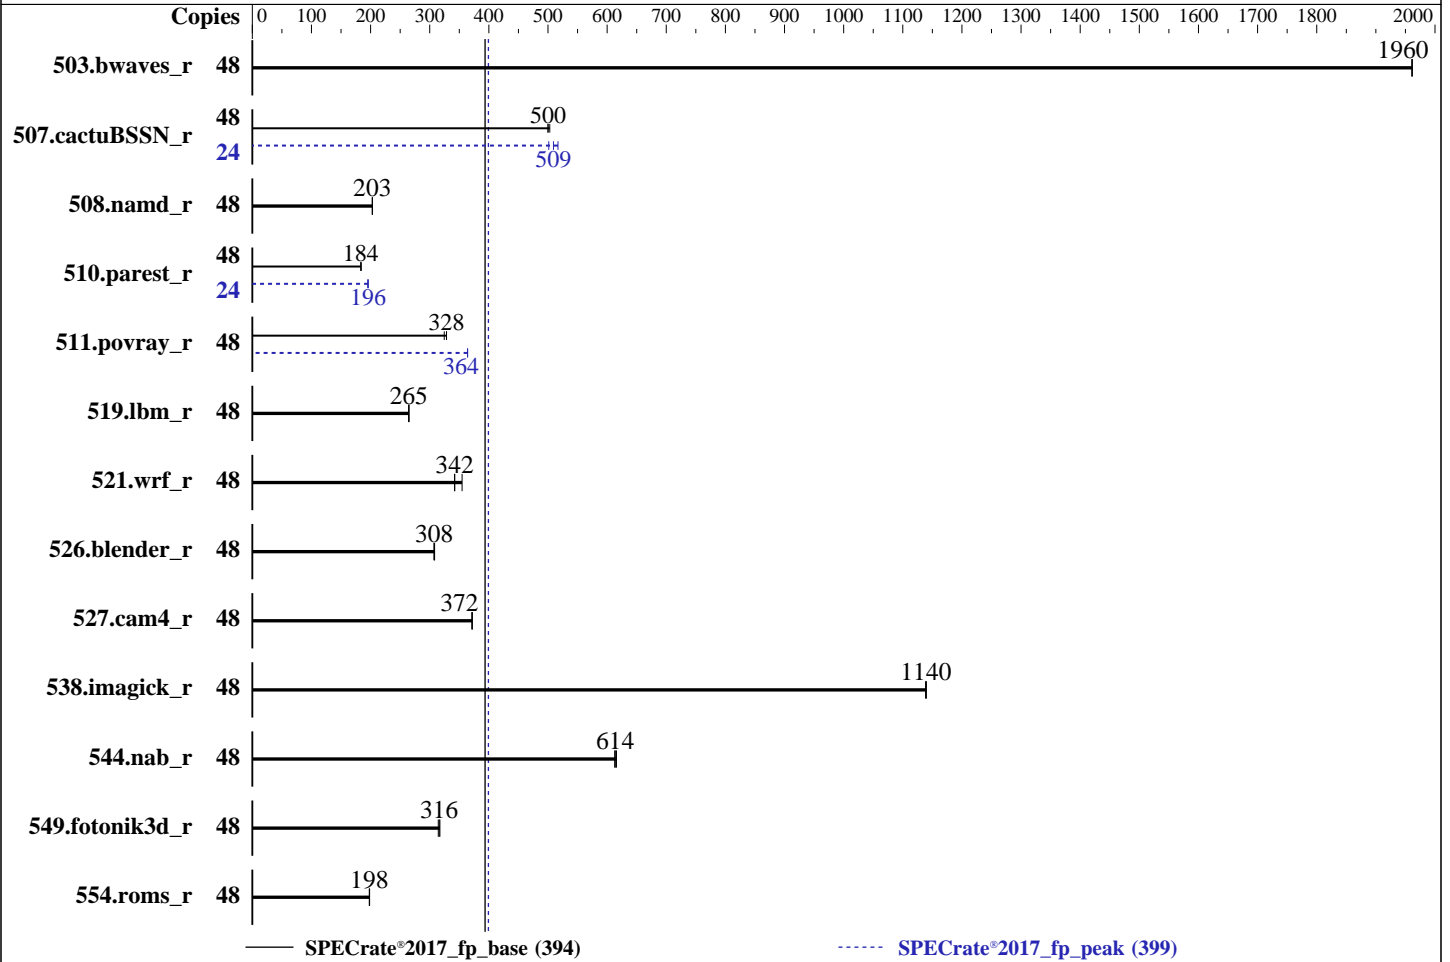 Copies 0 100 200 300 400 500 600 700 800 900 1000 1100 1200 1300 1400 1500 1600 1700 1800 2000
503.bwaves_r 48 1960
507.cactuBSSN_r 48 500
24 509
508.namd_r 48 203
510.parest_r 48 184
24 196
511.povray_r 48 328
364
519.lbm_r 48 265
521.wrf_r 48 342
526.blender_r 48 308
527.cam4_r 48 372
538.imagick_r 48 1140
544.nab_r 48 614
549.fotonik3d_r 48 316
554.roms_r 48 198
SPECrate®2017_fp_base (394) SPECrate®2017_fp_peak (399)